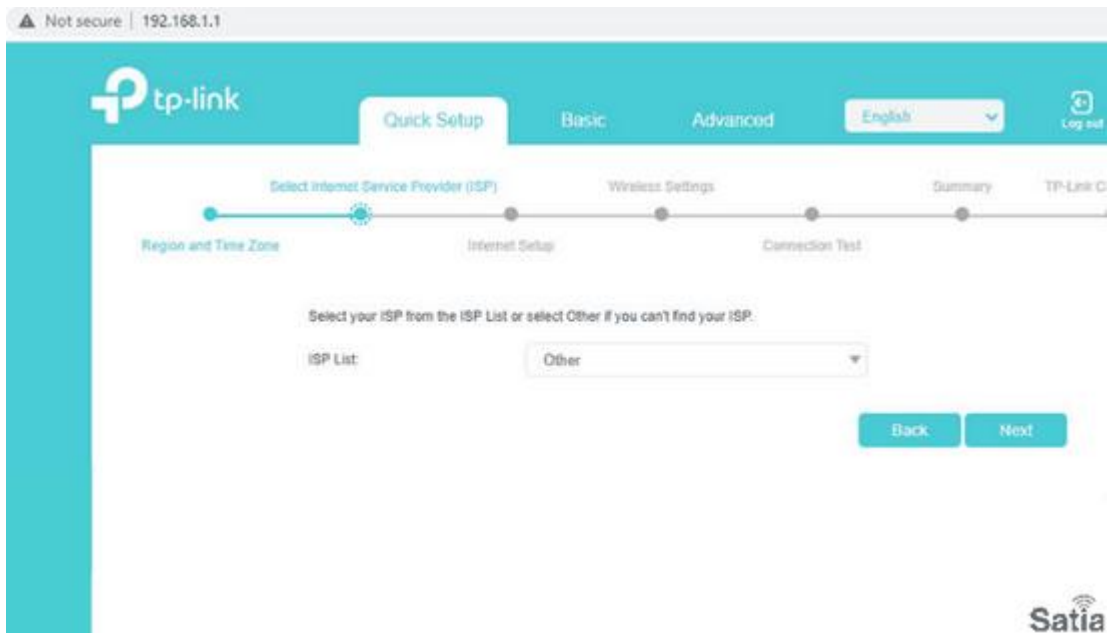 Not secure | 192.168.1.1
tp-link
Quick Setup Basic Advanced English Log out
Select Internet Service Provider (ISP) Wireless Settings Summary TP-Link
Region and Time Zone Internet Setup Connection Test
Select your ISP from the ISP List or select Other if you can't find your ISP.
ISP List: Other
Back Next
Satia